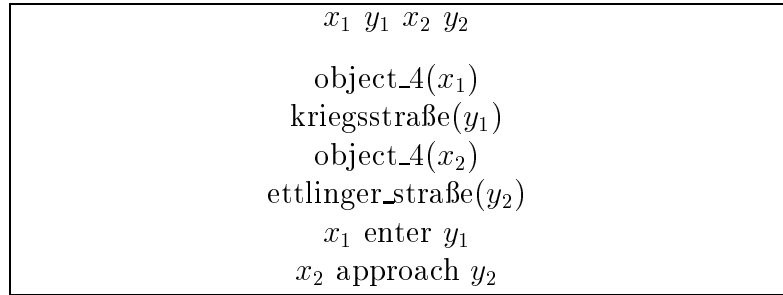 x₁ y₁ x₂ y₂
object_4(x₁)
kriegsstraße(y₁)
object_4(x₂)
ettlinger_straße(y₂)
x₁ enter y₁
x₂ approach y₂